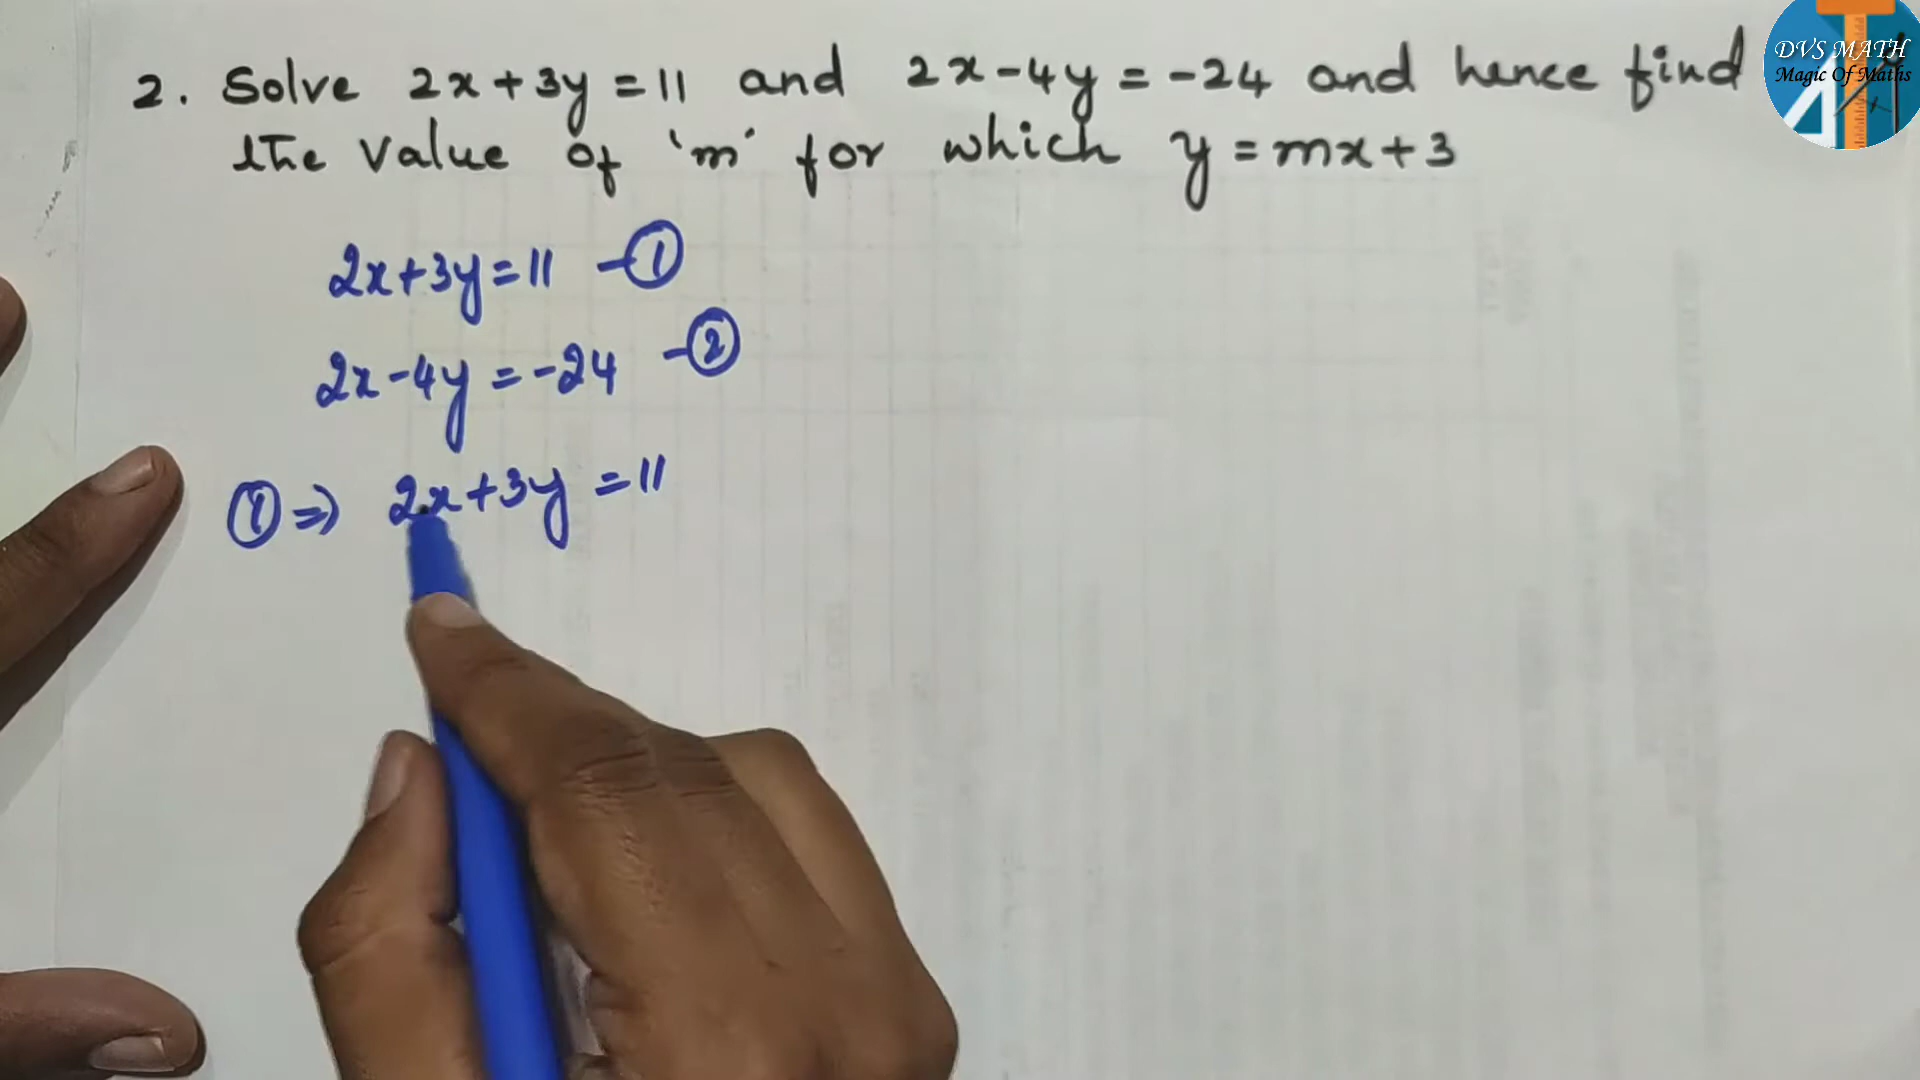 2. Solve 2x+3y=11 and 2x-4y=-24 and hence find
the value of 'm' for which y=mx+3
2x+3y=11 -①
2x-4y=-24 -②
①⇒ 2x+3y=11
DVS MATH
Magic Of Maths